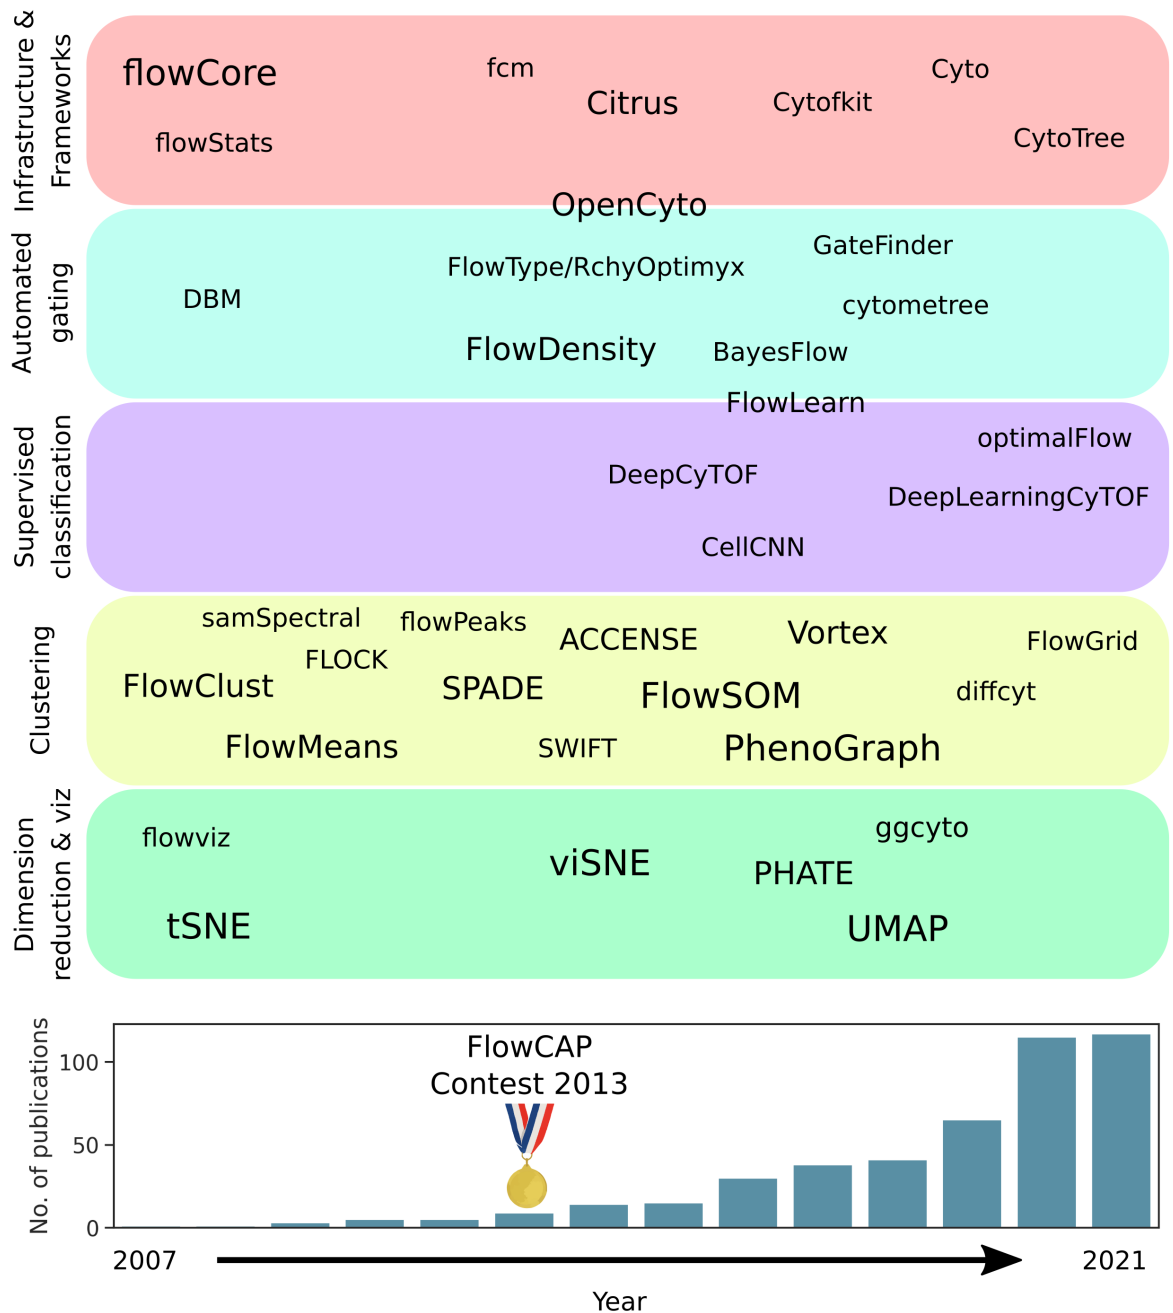 Infrastructure &
Frameworks
flowCore
fcm
Cyto
Citrus
Cytofkit
flowStats
CytoTree
OpenCyto
Automated
gating
GateFinder
FlowType/RchyOptimyx
DBM
cytometree
FlowDensity
BayesFlow
FlowLearn
Supervised
classification
optimalFlow
DeepCyTOF
DeepLearningCyTOF
CellCNN
Clustering
samSpectral
flowPeaks
ACCENSE
Vortex
FlowGrid
FLOCK
FlowClust
SPADE
FlowSOM
diffcyt
FlowMeans
SWIFT
PhenoGraph
Dimension
reduction & viz
flowviz
ggcyto
viSNE
PHATE
tSNE
UMAP
No. of publications
100
50
0
FlowCAP
Contest 2013
2007
2021
Year